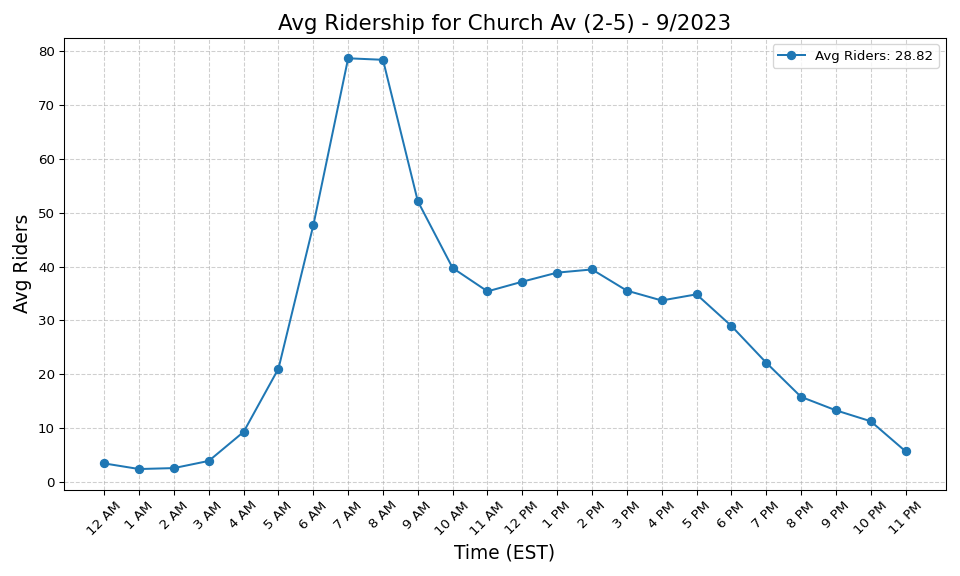 Avg Ridership for Church Av (2-5) - 9/2023
Avg Riders: 28.82
Avg Riders
80
70
60
50
40
30
20
10
0
12 AM
1 AM
2 AM
3 AM
4 AM
5 AM
6 AM
7 AM
8 AM
9 AM
10 AM
11 AM
12 PM
1 PM
2 PM
3 PM
4 PM
5 PM
6 PM
7 PM
8 PM
9 PM
10 PM
11 PM
Time (EST)